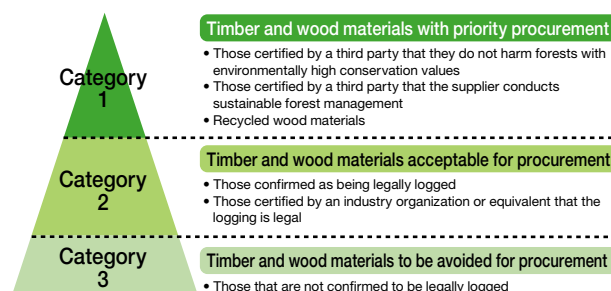 Category
1
Timber and wood materials with priority procurement
• Those certified by a third party that they do not harm forests with
environmentally high conservation values
• Those certified by a third party that the supplier conducts
sustainable forest management
• Recycled wood materials
Category
2
Timber and wood materials acceptable for procurement
• Those confirmed as being legally logged
• Those certified by an industry organization or equivalent that the
logging is legal
Category
3
Timber and wood materials to be avoided for procurement
• Those that are not confirmed to be legally logged